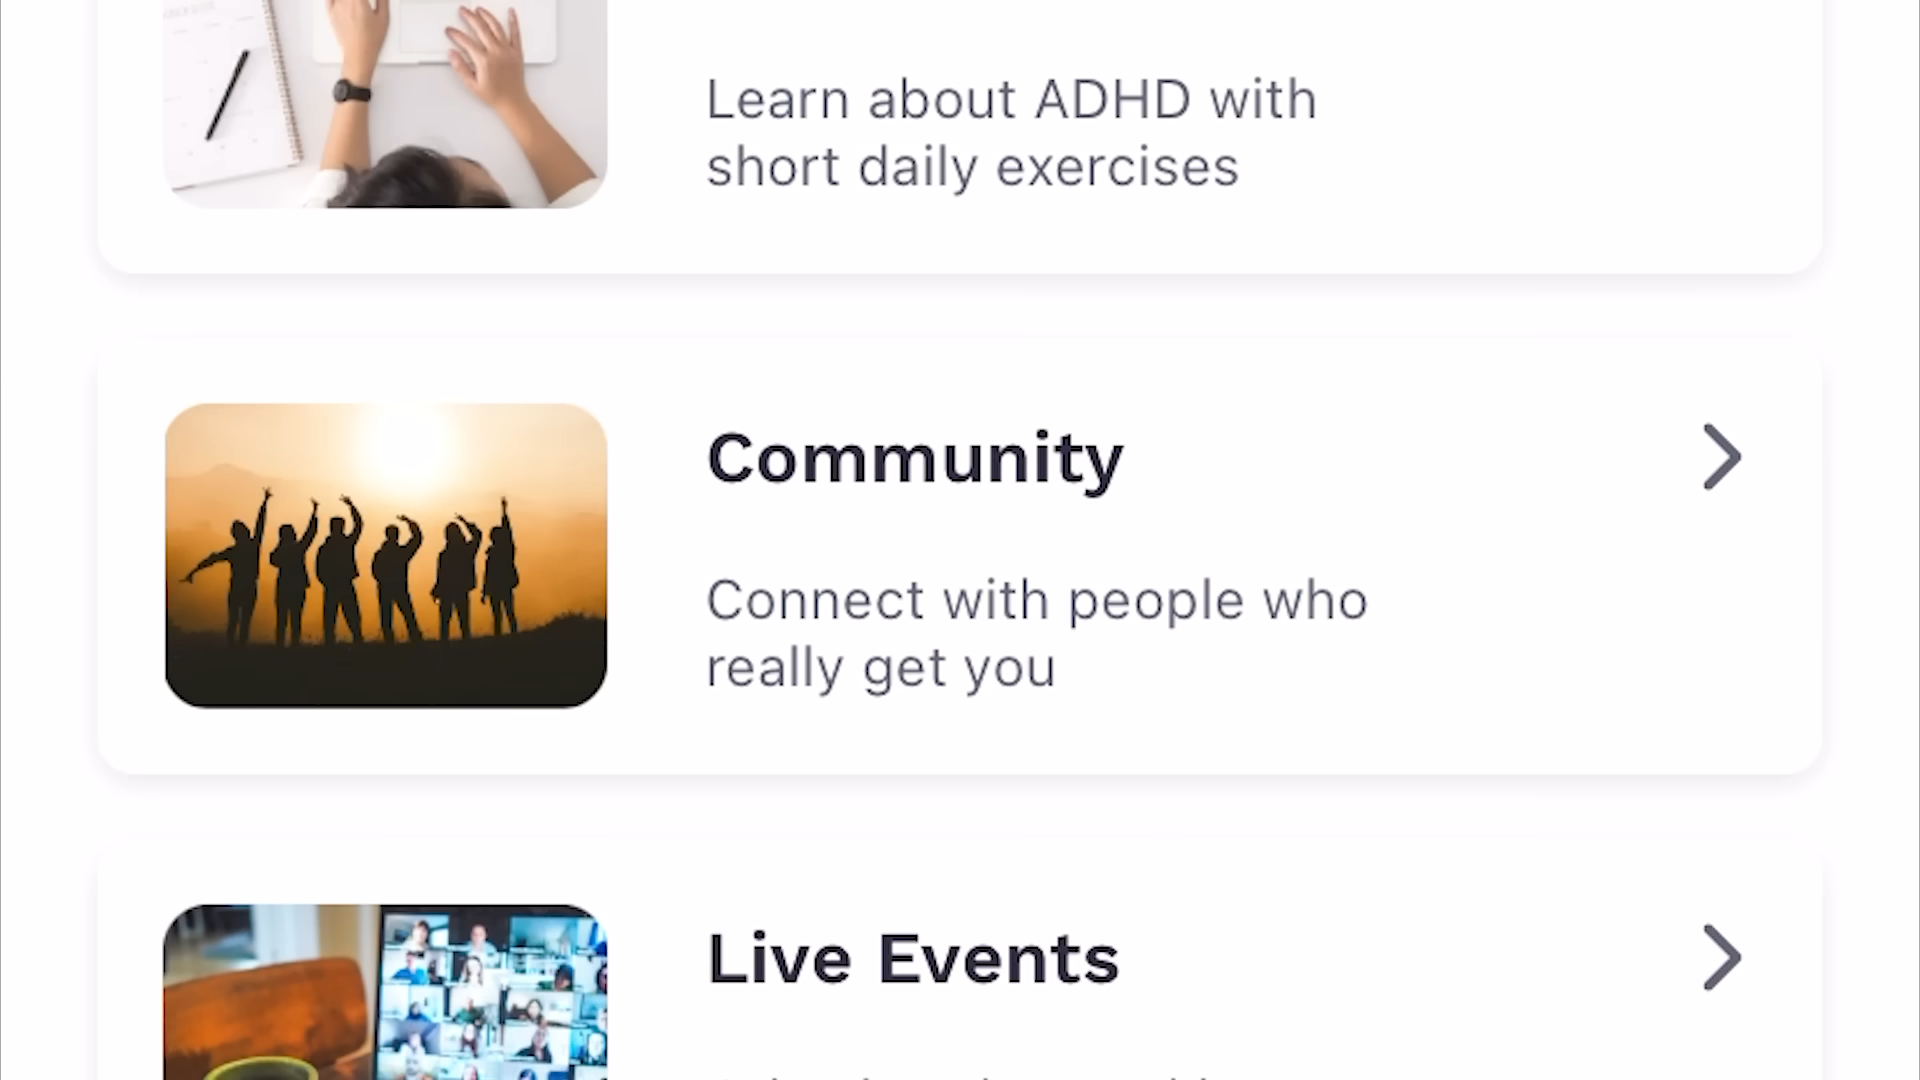 Learn about ADHD with
short daily exercises
Community
Connect with people who
really get you
Live Events